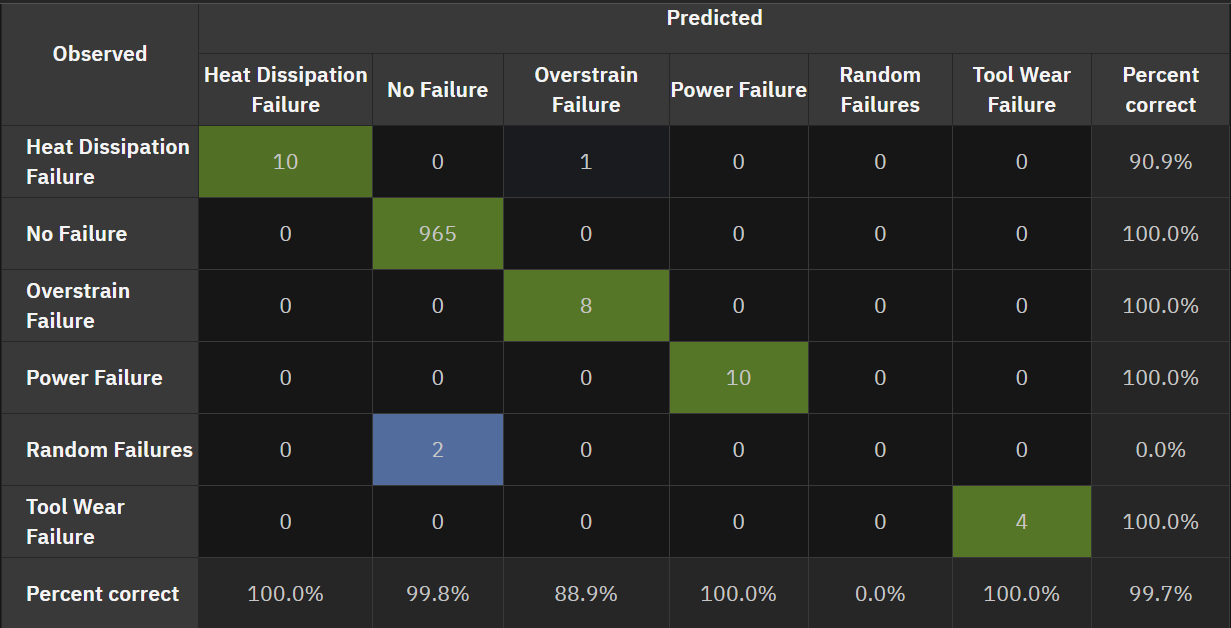 Observed Predicted
Heat Dissipation Failure No Failure Overstrain Failure Power Failure Random Failures Tool Wear Failure Percent correct
Heat Dissipation Failure 10 0 1 0 0 0 90.9%
No Failure 0 965 0 0 0 0 100.0%
Overstrain Failure 0 0 8 0 0 0 100.0%
Power Failure 0 0 0 10 0 0 100.0%
Random Failures 0 2 0 0 0 0 0.0%
Tool Wear Failure 0 0 0 0 0 4 100.0%
Percent correct 100.0% 99.8% 88.9% 100.0% 0.0% 100.0% 99.7%